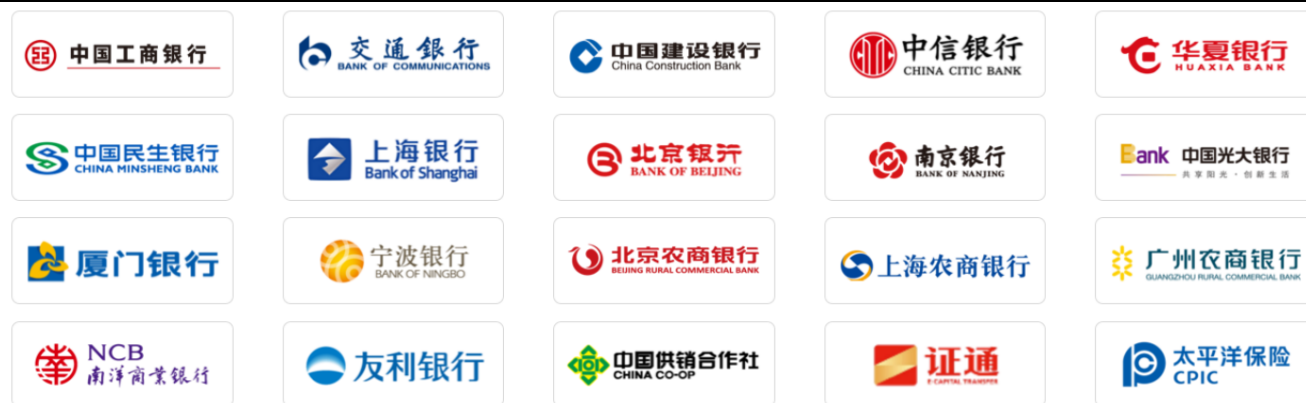 中国工商银行
交通銀行
BANK OF COMMUNICATIONS
中国建设银行
China Construction Bank
中信银行
CHINA CITIC BANK
华夏银行
HUAXIA BANK
中国民生银行
CHINA MINSHENG BANK
上海银行
Bank of Shanghai
北京银行
BANK OF BEIJING
南京银行
BANK OF NANJING
Bank 中国光大银行
共享阳光·创新生活
厦门银行
宁波银行
BANK OF NINGBO
北京农商银行
BEIJING RURAL COMMERCIAL BANK
上海农商银行
广州农商银行
GUANGZHOU RURAL COMMERCIAL BANK
NCB
南洋商業银行
友利银行
中国供销合作社
CHINA CO-OP
证通
E-CAPITAL TRANSFER
太平洋保险
CPIC